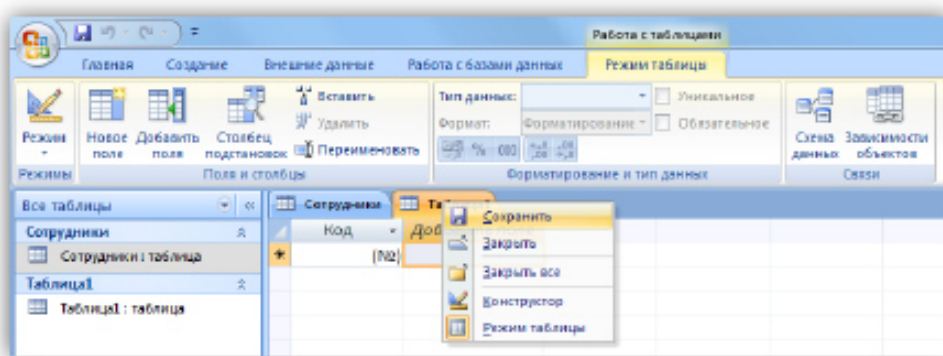 Работа с таблицами
Главная Создание Внешние данные Работа с базами данных Режим таблицы
Режим
Новое поле
Добавить поля
Столбец подстановок
Вставить
Удалить
Переименовать
Тип данных:
Формат: Форматирование
% 000
Уникальное
Обязательное
Схема данных
Зависимости объектов
Режимы Поля и столбцы Форматирование и тип данных Связи
Все таблицы
Сотрудники
Сотрудники : таблица
Таблица1
Таблица1 : таблица
Сотрудники
Код
(№)
Сохранить
Закрыть
Закрыть все
Конструктор
Режим таблицы